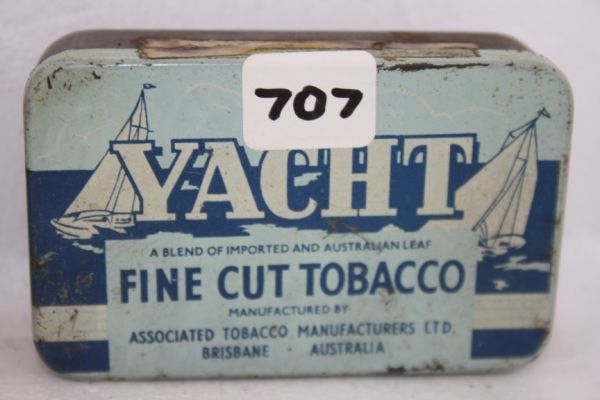 707
YACHT
A BLEND OF IMPORTED AND AUSTRALIAN LEAF
FINE CUT TOBACCO
MANUFACTURED BY
ASSOCIATED TOBACCO MANUFACTURERS LTD.
BRISBANE · AUSTRALIA